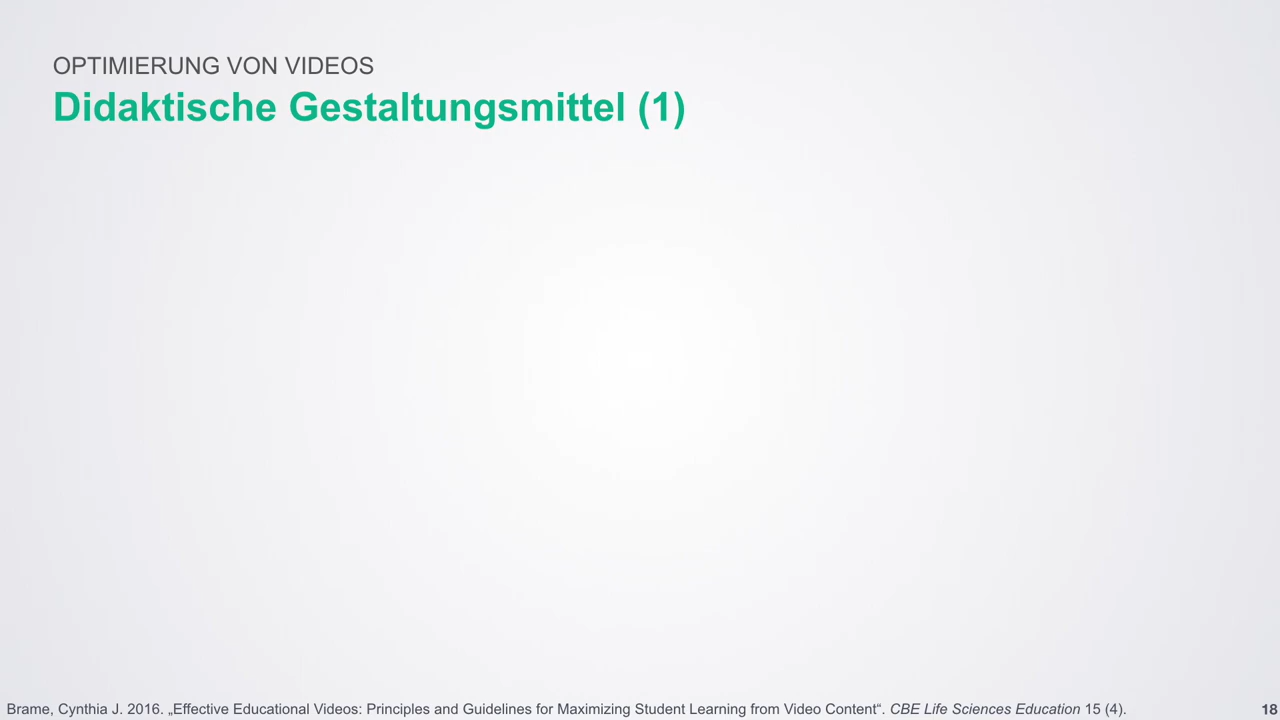 OPTIMIERUNG VON VIDEOS
Didaktische Gestaltungsmittel (1)
Brame, Cynthia J. 2016. „Effective Educational Videos: Principles and Guidelines for Maximizing Student Learning from Video Content“. CBE Life Sciences Education 15 (4).
18